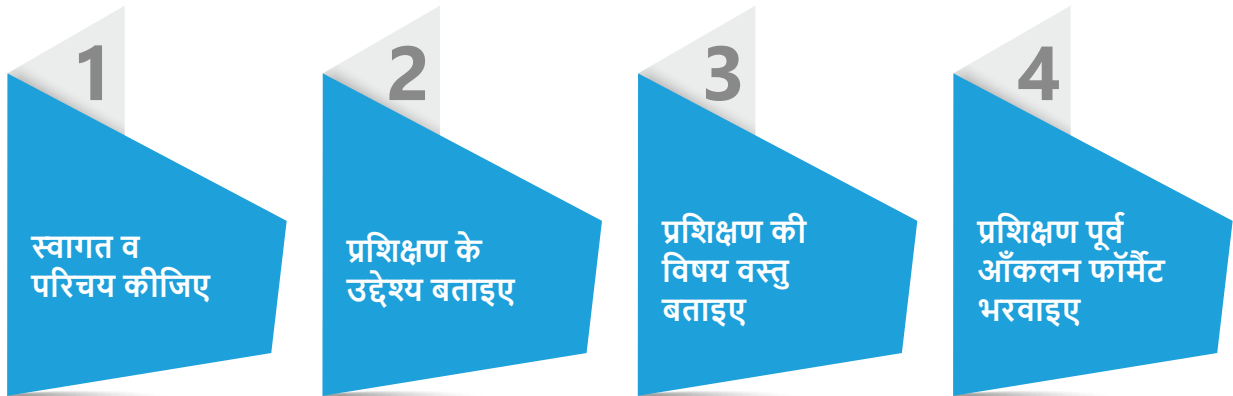 1
स्वागत व
परिचय कीजिए
2
प्रशिक्षण के
उद्देश्य बताइए
3
प्रशिक्षण की
विषय वस्तु
बताइए
4
प्रशिक्षण पूर्व
आँकलन फॉर्मैट
भरवाइए